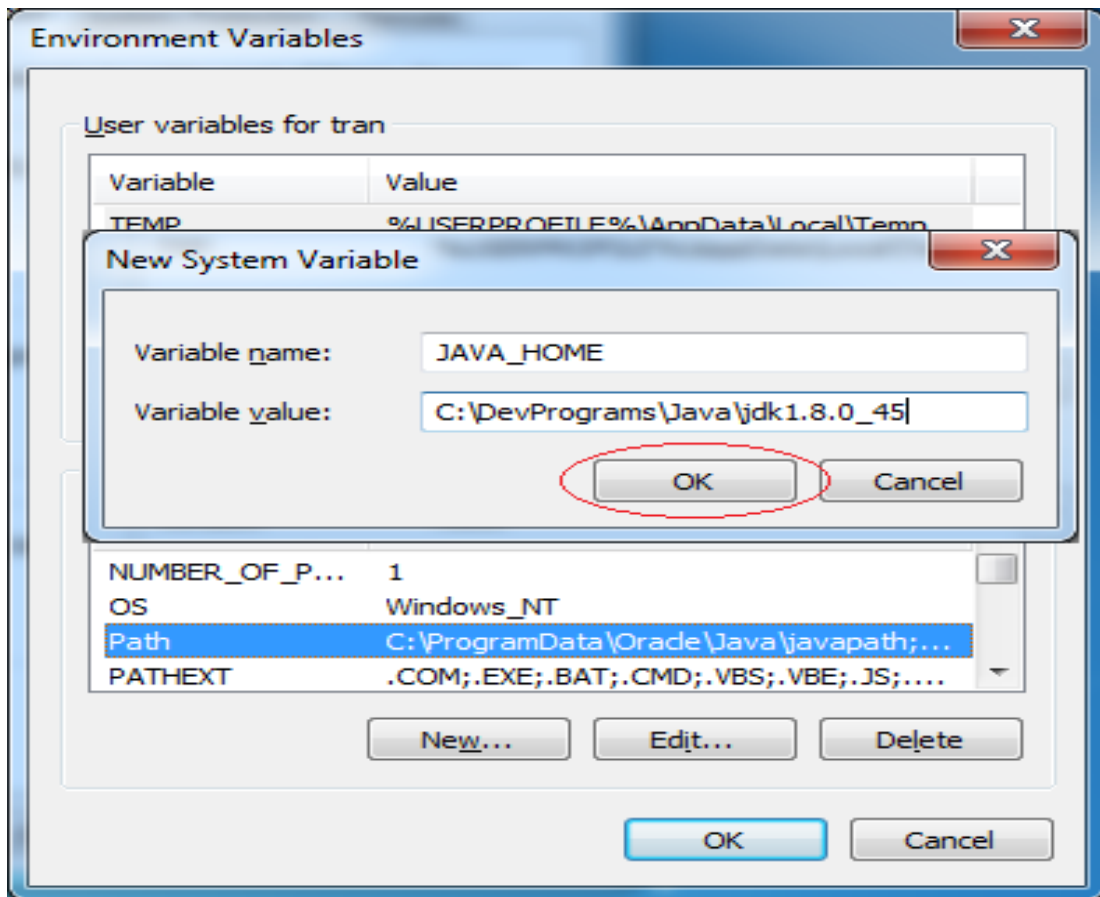 Environment Variables
User variables for tran
Variable Value
TEMP %USERPROFILE%\AppData\Local\Temp
New System Variable
Variable name: JAVA_HOME
Variable value: C:\DevPrograms\Java\jdk1.8.0_45
OK Cancel
NUMBER_OF_P... 1
OS Windows_NT
Path C:\ProgramData\Oracle\Java\javapath;...
PATHEXT .COM;.EXE;.BAT;.CMD;.VBS;.VBE;.JS;....
New... Edit... Delete
OK Cancel